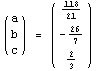 ( a
b
c ) = ( 118/21
- 26/7
2/3 )